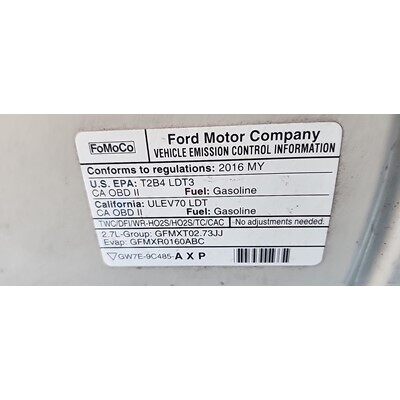 FoMoCo
Ford Motor Company
VEHICLE EMISSION CONTROL INFORMATION
Conforms to regulations: 2016 MY
U.S. EPA: T2B4 LDT3
CA OBD II Fuel: Gasoline
California: ULEV70 LDT
CA OBD II Fuel: Gasoline
TWC/DFI/WR-HO2S/HO2S/TC/CAC No adjustments needed.
2.7L-Group: GFMXT02.73JJ
Evap: GFMXR0160ABC
GW7E-9C485-AXP